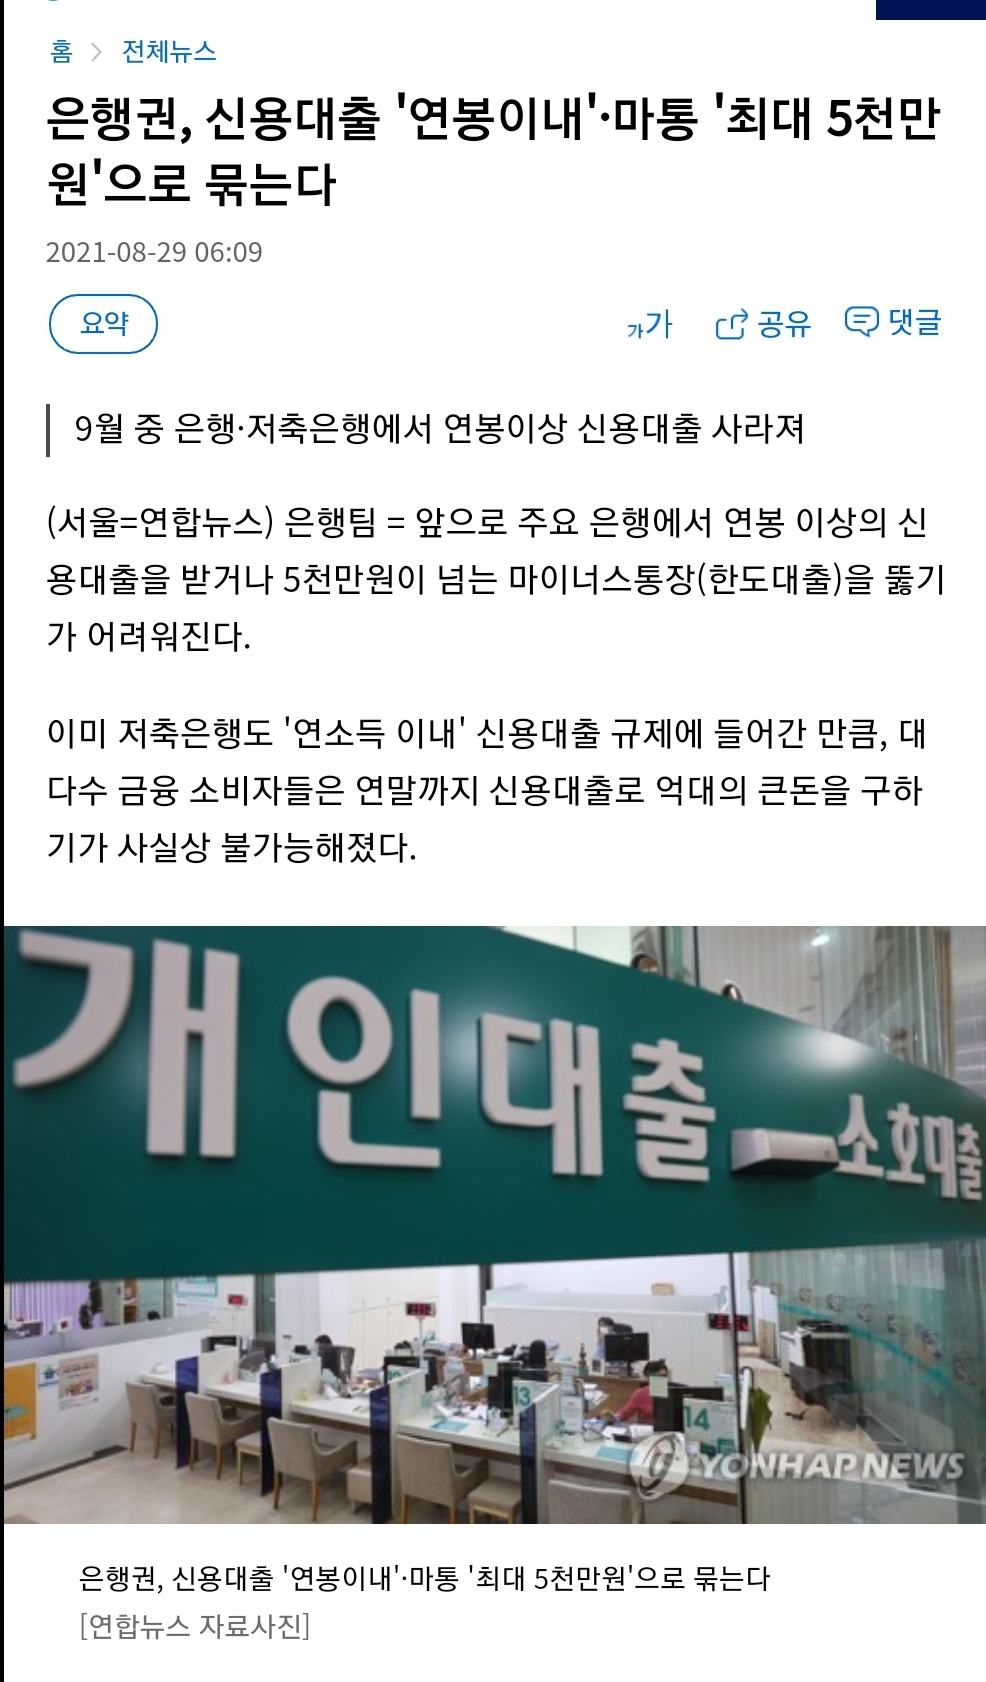 홈 > 전체뉴스
은행권, 신용대출 '연봉이내'·마통 '최대 5천만
원'으로 묶는다
2021-08-29 06:09
요약
가가 공유 댓글
9월 중 은행·저축은행에서 연봉이상 신용대출 사라져
(서울=연합뉴스) 은행팀 = 앞으로 주요 은행에서 연봉 이상의 신
용대출을 받거나 5천만원이 넘는 마이너스통장(한도대출)을 뚫기
가 어려워진다.
이미 저축은행도 '연소득 이내' 신용대출 규제에 들어간 만큼, 대
다수 금융 소비자들은 연말까지 신용대출로 억대의 큰돈을 구하
기가 사실상 불가능해졌다.
개인대출 소호대출
13
14
YONHAP NEWS
은행권, 신용대출 '연봉이내'·마통 '최대 5천만원'으로 묶는다
[연합뉴스 자료사진]